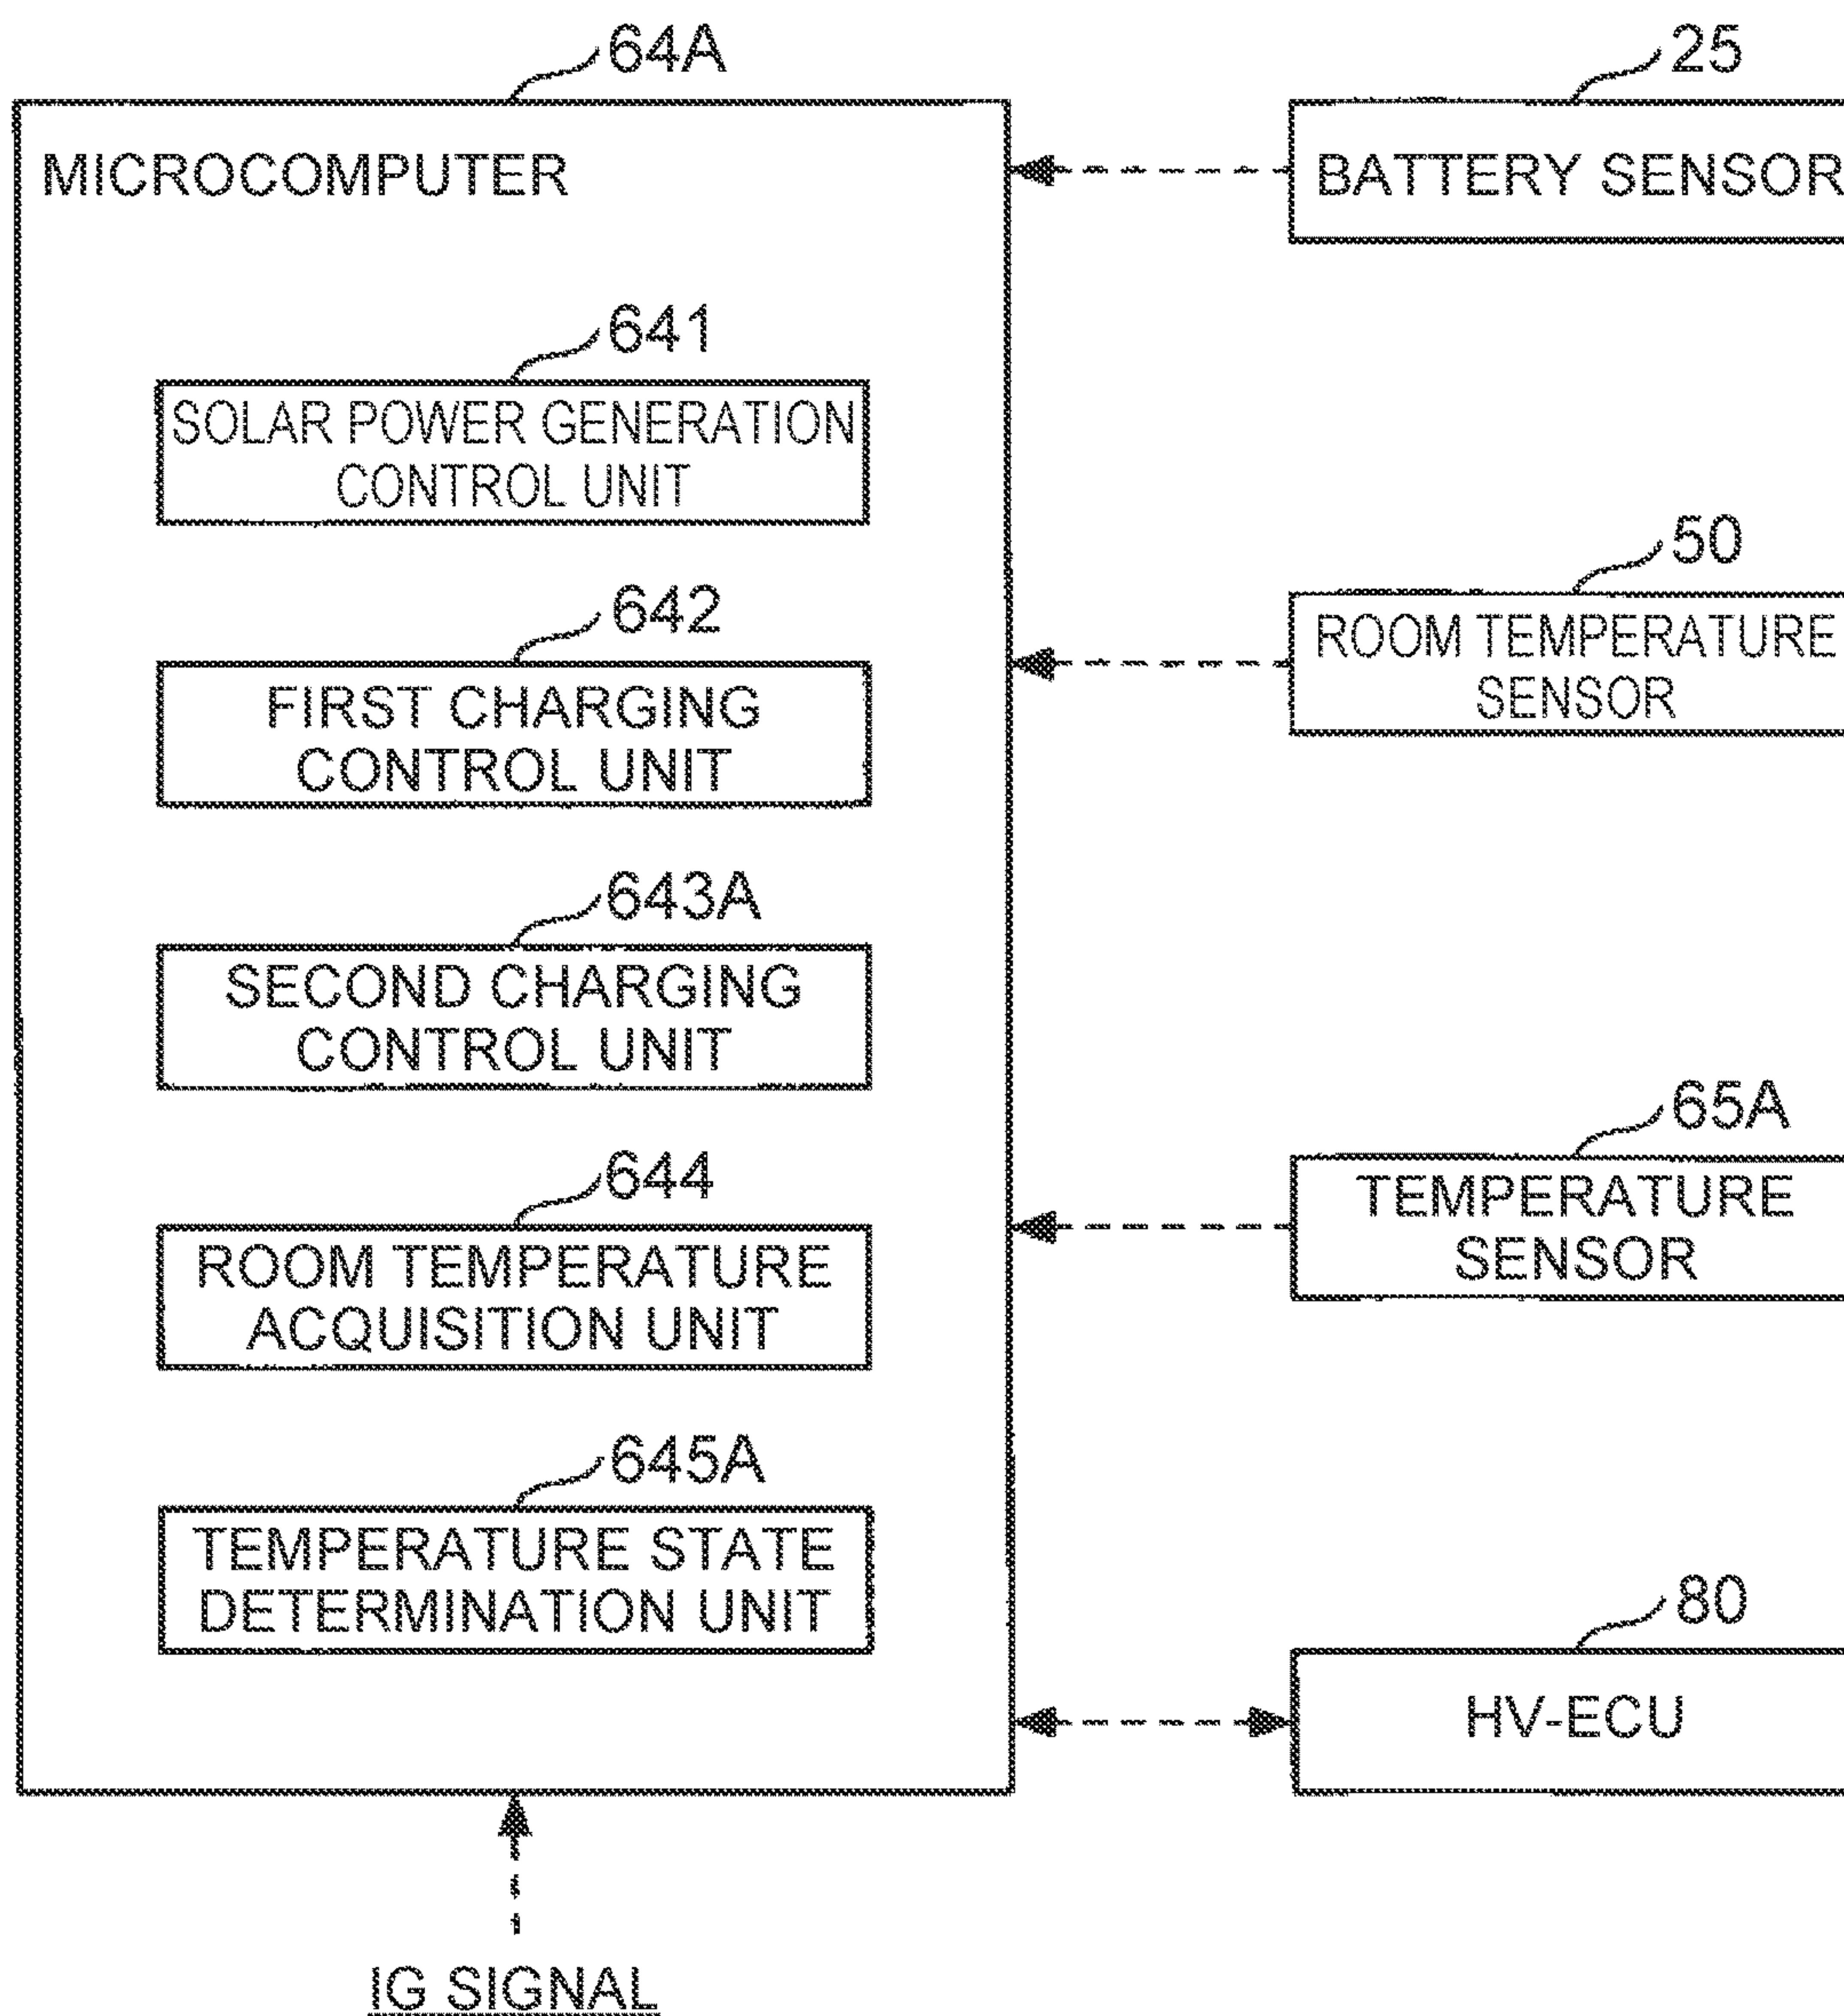 64A
MICROCOMPUTER
641
SOLAR POWER GENERATION
CONTROL UNIT
642
FIRST CHARGING
CONTROL UNIT
643A
SECOND CHARGING
CONTROL UNIT
644
ROOM TEMPERATURE
ACQUISITION UNIT
645A
TEMPERATURE STATE
DETERMINATION UNIT
25
BATTERY SENSOR
50
ROOM TEMPERATURE
SENSOR
65A
TEMPERATURE
SENSOR
80
HV-ECU
IG SIGNAL